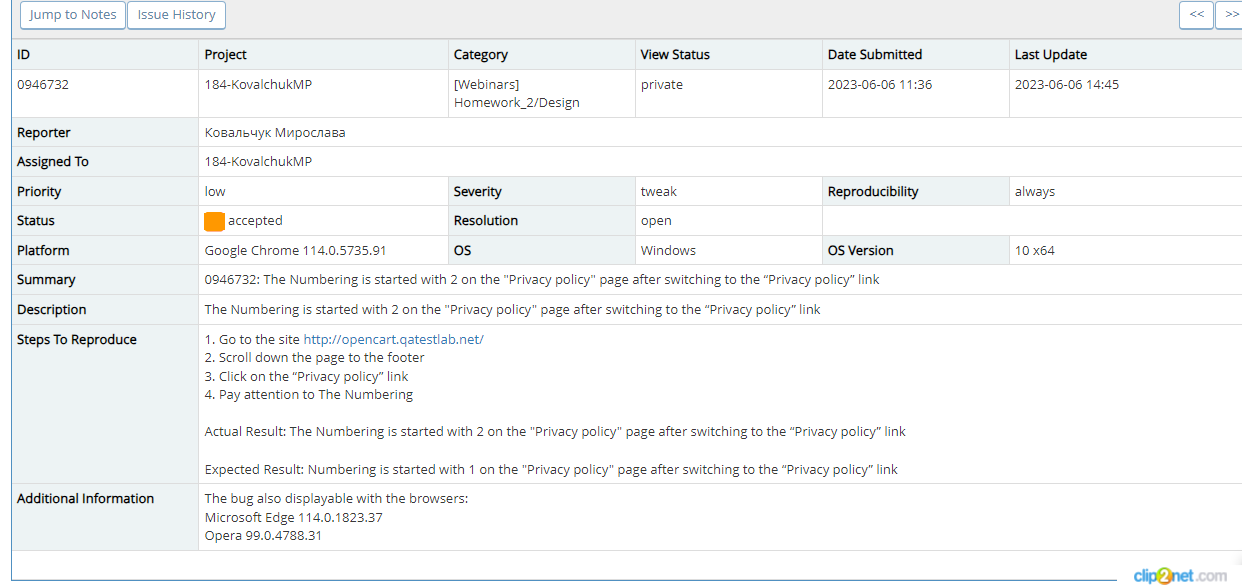 Jump to Notes Issue History << >>
ID Project Category View Status Date Submitted Last Update
0946732 184-KovalchukMP [Webinars] private 2023-06-06 11:36 2023-06-06 14:45
Homework_2/Design
Reporter Ковальчук Мирослава
Assigned To 184-KovalchukMP
Priority low Severity tweak Reproducibility always
Status accepted Resolution open
Platform Google Chrome 114.0.5735.91 OS Windows OS Version 10 x64
Summary 0946732: The Numbering is started with 2 on the "Privacy policy" page after switching to the “Privacy policy” link
Description The Numbering is started with 2 on the "Privacy policy" page after switching to the “Privacy policy” link
Steps To Reproduce 1. Go to the site http://opencart.qatestlab.net/
2. Scroll down the page to the footer
3. Click on the “Privacy policy” link
4. Pay attention to The Numbering
Actual Result: The Numbering is started with 2 on the "Privacy policy" page after switching to the “Privacy policy” link
Expected Result: Numbering is started with 1 on the "Privacy policy" page after switching to the “Privacy policy” link
Additional Information The bug also displayable with the browsers:
Microsoft Edge 114.0.1823.37
Opera 99.0.4788.31
clip2net.com